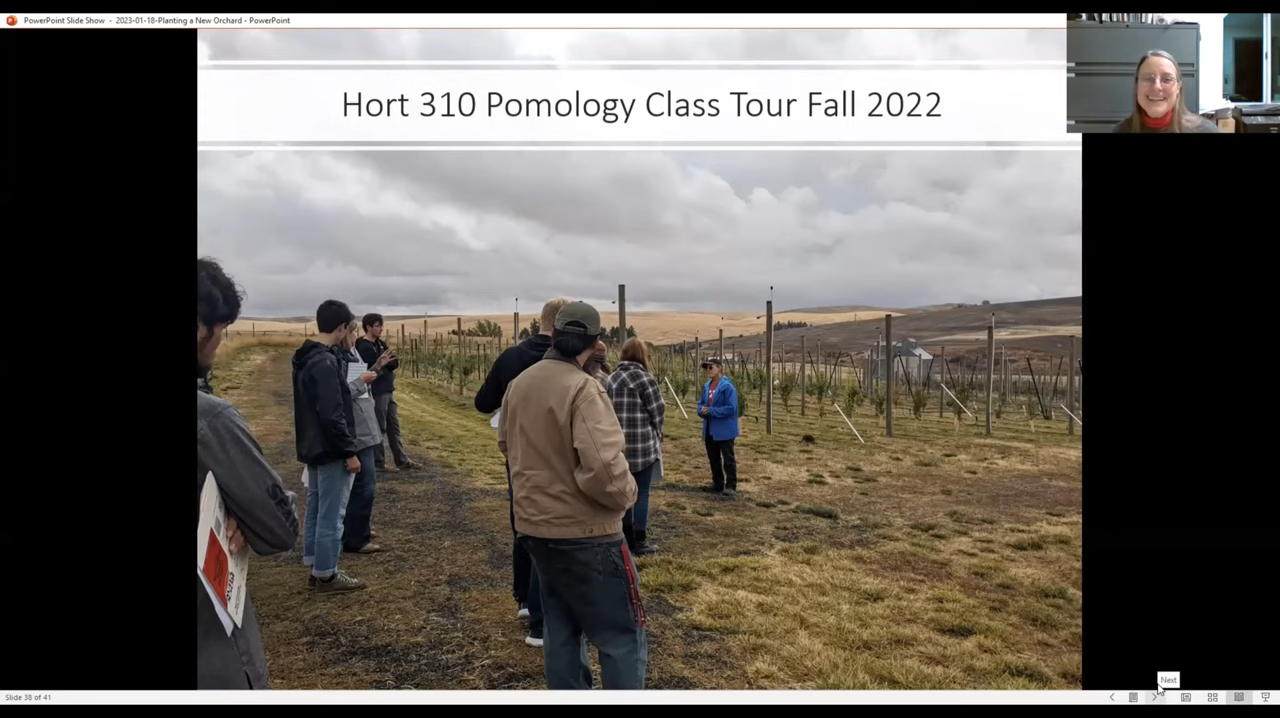 PowerPoint Slide Show - 2023-01-18-Planting a New Orchard - PowerPoint
Hort 310 Pomology Class Tour Fall 2022
Next
Slide 38 of 41